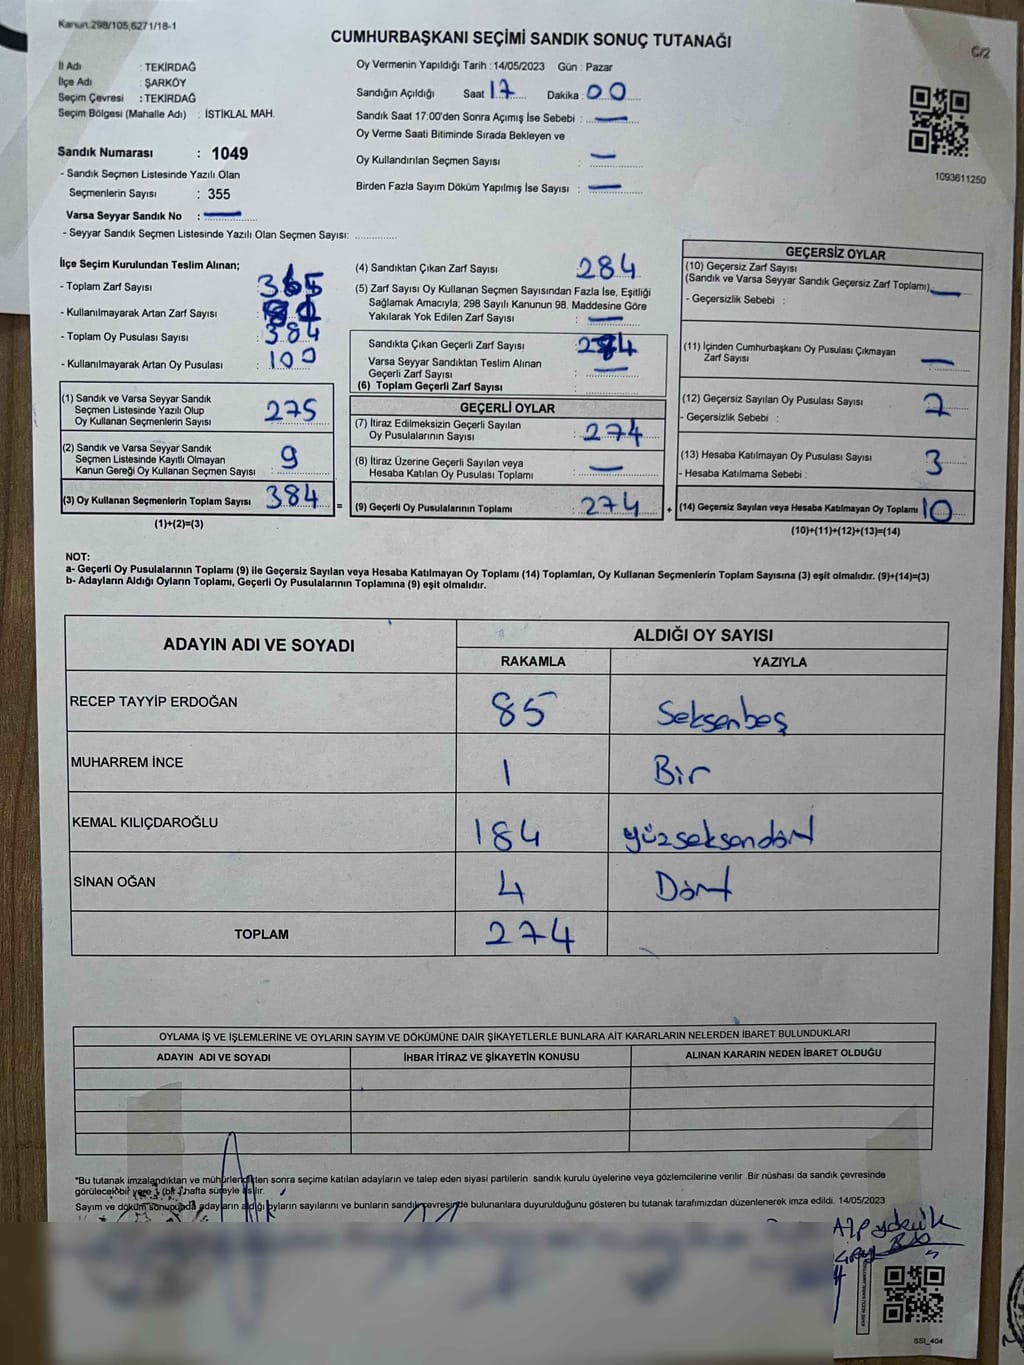 Kanun:298/105,6271/18-1
CUMHURBAŞKANI SEÇİMİ SANDIK SONUÇ TUTANAĞI
C/2
İl Adı : TEKİRDAĞ
İlçe Adı : ŞARKÖY
Seçim Çevresi : TEKİRDAĞ
Seçim Bölgesi (Mahalle Adı) : İSTİKLAL MAH.
Sandık Numarası : 1049
- Sandık Seçmen Listesinde Yazılı Olan
Seçmenlerin Sayısı : 355
Varsa Seyyar Sandık No : —
- Seyyar Sandık Seçmen Listesinde Yazılı Olan Seçmen Sayısı: ..............
Oy Vermenin Yapıldığı Tarih : 14/05/2023 Gün : Pazar
Sandığın Açıldığı Saat 17 Dakika : 00
Sandık Saat 17:00'den Sonra Açımış İse Sebebi : —
Oy Verme Saati Bitiminde Sırada Bekleyen ve
Oy Kullandırılan Seçmen Sayısı : —
Birden Fazla Sayım Döküm Yapılmış İse Sayısı : —
1093611250
İlçe Seçim Kurulundan Teslim Alınan;
- Toplam Zarf Sayısı : 365
- Kullanılmayarak Artan Zarf Sayısı :
- Toplam Oy Pusulası Sayısı : 384
- Kullanılmayarak Artan Oy Pusulası : 100
(1) Sandık ve Varsa Seyyar Sandık
Seçmen Listesinde Yazılı Olup
Oy Kullanan Seçmenlerin Sayısı : 275
(2) Sandık ve Varsa Seyyar Sandık
Seçmen Listesinde Kayıtlı Olmayan
Kanun Gereği Oy Kullanan Seçmen Sayısı : 9
(3) Oy Kullanan Seçmenlerin Toplam Sayısı : 384 =
(1)+(2)=(3)
(4) Sandıktan Çıkan Zarf Sayısı : 284
(5) Zarf Sayısı Oy Kullanan Seçmen Sayısından Fazla İse, Eşitliği
Sağlamak Amacıyla; 298 Sayılı Kanunun 98. Maddesine Göre
Yakılarak Yok Edilen Zarf Sayısı : —
Sandıkta Çıkan Geçerli Zarf Sayısı : 284
Varsa Seyyar Sandıktan Teslim Alınan
Geçerli Zarf Sayısı : —
(6) Toplam Geçerli Zarf Sayısı :
GEÇERLİ OYLAR
(7) İtiraz Edilmeksizin Geçerli Sayılan
Oy Pusulalarının Sayısı : 274
(8) İtiraz Üzerine Geçerli Sayılan veya
Hesaba Katılan Oy Pusulası Toplamı : —
(9) Geçerli Oy Pusulalarının Toplamı : 274 +
GEÇERSİZ OYLAR
(10) Geçersiz Zarf Sayısı
(Sandık ve Varsa Seyyar Sandık Geçersiz Zarf Toplamı) —
- Geçersizlik Sebebi :
(11) İçinden Cumhurbaşkanı Oy Pusulası Çıkmayan
Zarf Sayısı —
(12) Geçersiz Sayılan Oy Pusulası Sayısı 7
- Geçersizlik Sebebi :
(13) Hesaba Katılmayan Oy Pusulası Sayısı 3
- Hesaba Katılmama Sebebi :
(14) Geçersiz Sayılan veya Hesaba Katılmayan Oy Toplamı 10
(10)+(11)+(12)+(13)=(14)
NOT:
a- Geçerli Oy Pusulalarının Toplamı (9) ile Geçersiz Sayılan veya Hesaba Katılmayan Oy Toplamı (14) Toplamları, Oy Kullanan Seçmenlerin Toplam Sayısına (3) eşit olmalıdır. (9)+(14)=(3)
b- Adayların Aldığı Oyların Toplamı, Geçerli Oy Pusulalarının Toplamına (9) eşit olmalıdır.
ADAYIN ADI VE SOYADI ALDIĞI OY SAYISI
RAKAMLA YAZIYLA
RECEP TAYYİP ERDOĞAN 85 Seksenbeş
MUHARREM İNCE 1 Bir
KEMAL KILIÇDAROĞLU 184 yüzseksendört
SİNAN OĞAN 4 Dört
TOPLAM 274
OYLAMA İŞ VE İŞLEMLERİNE VE OYLARIN SAYIM VE DÖKÜMÜNE DAİR ŞİKAYETLERLE BUNLARA AİT KARARLARIN NELERDEN İBARET BULUNDUKLARI
ADAYIN ADI VE SOYADI İHBAR İTİRAZ VE ŞİKAYETİN KONUSU ALINAN KARARIN NEDEN İBARET OLDUĞU
*Bu tutanak imzalandıktan ve mühürlendikten sonra seçime katılan adayların ve talep eden siyasi partilerin sandık kurulu üyelerine veya gözlemcilerine verilir .Bir nüshası da sandık çevresinde
görülecek bir yere 1 (bir) hafta süreyle asılır.
Sayım ve döküm sonucunda adayların aldığı oyların sayılarını ve bunların sandık çevresinde bulunanlara duyurulduğunu gösteren bu tutanak tarafımızdan düzenlenerek imza edildi. 14/05/2023
SSI_404